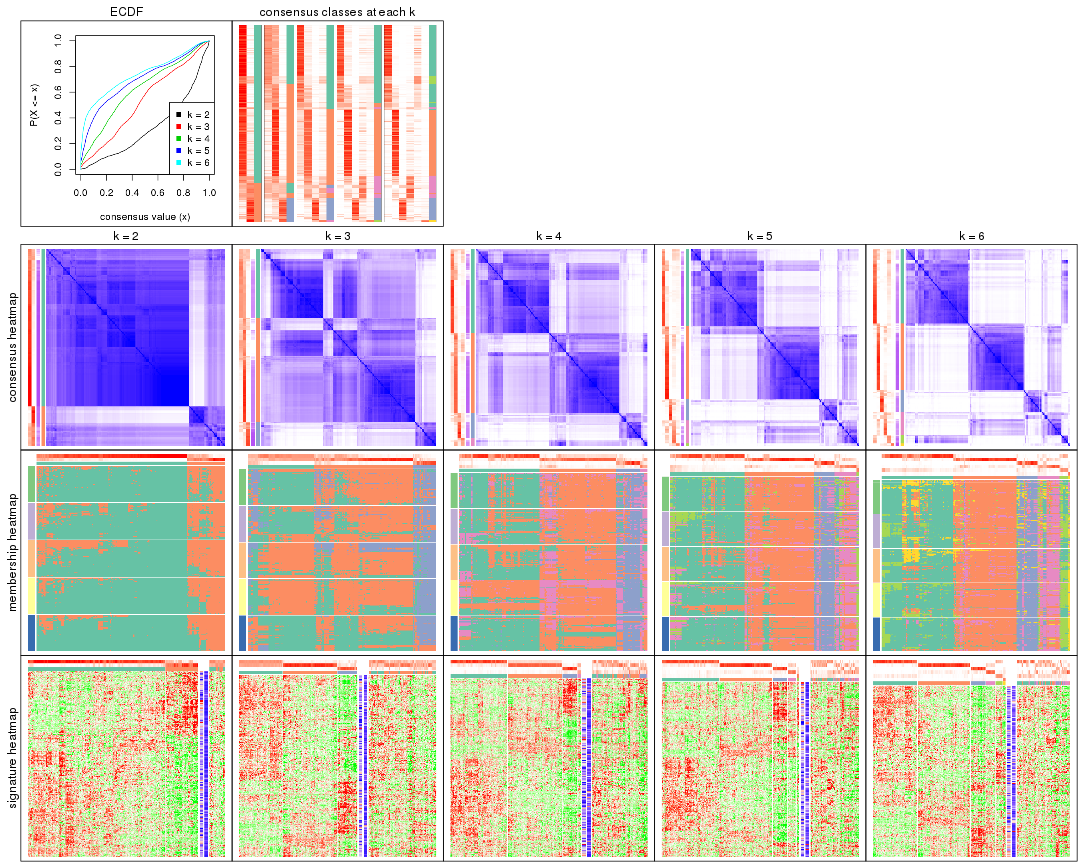 ECDF
consensus classes at each k
P(X <= x)
1.0
0.8
0.6
0.4
0.2
0.0
k = 2
k = 3
k = 4
k = 5
k = 6
0.0 0.2 0.4 0.6 0.8 1.0
consensus value (x)
k = 2
k = 3
k = 4
k = 5
k = 6
consensus heatmap
membership heatmap
signature heatmap